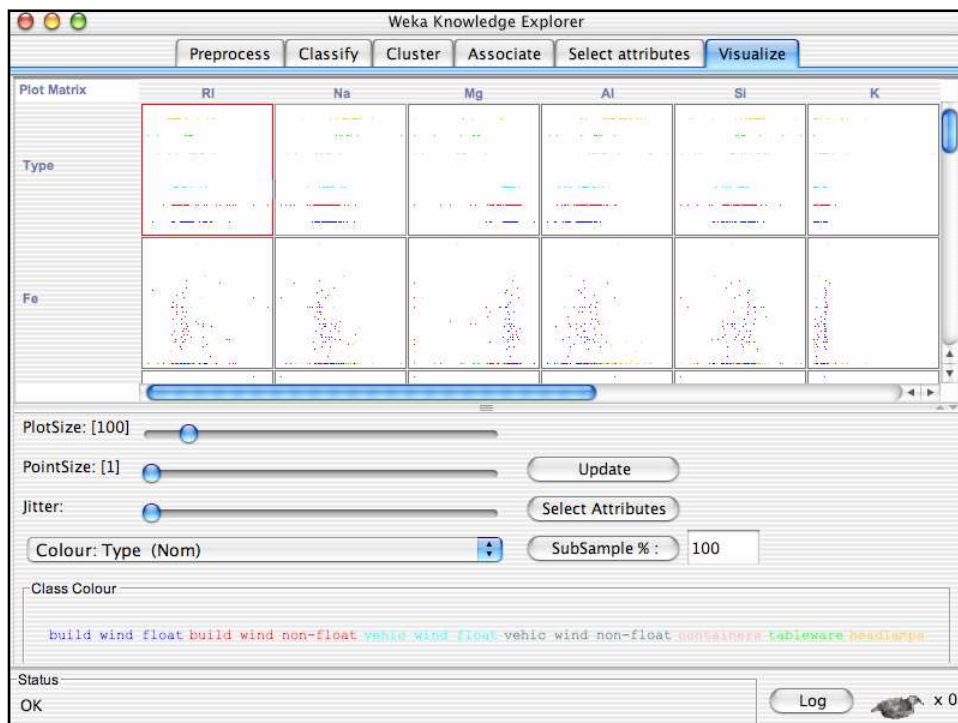 Weka Knowledge Explorer
Preprocess Classify Cluster Associate Select attributes Visualize
Plot Matrix RI Na Mg Al Si K
Type
Fe
PlotSize: [100]
PointSize: [1] Update
Jitter: Select Attributes
Colour: Type (Nom) SubSample % : 100
Class Colour
build wind float build wind non-float vehic wind float vehic wind non-float containers tableware headlamps
Status
OK Log x 0